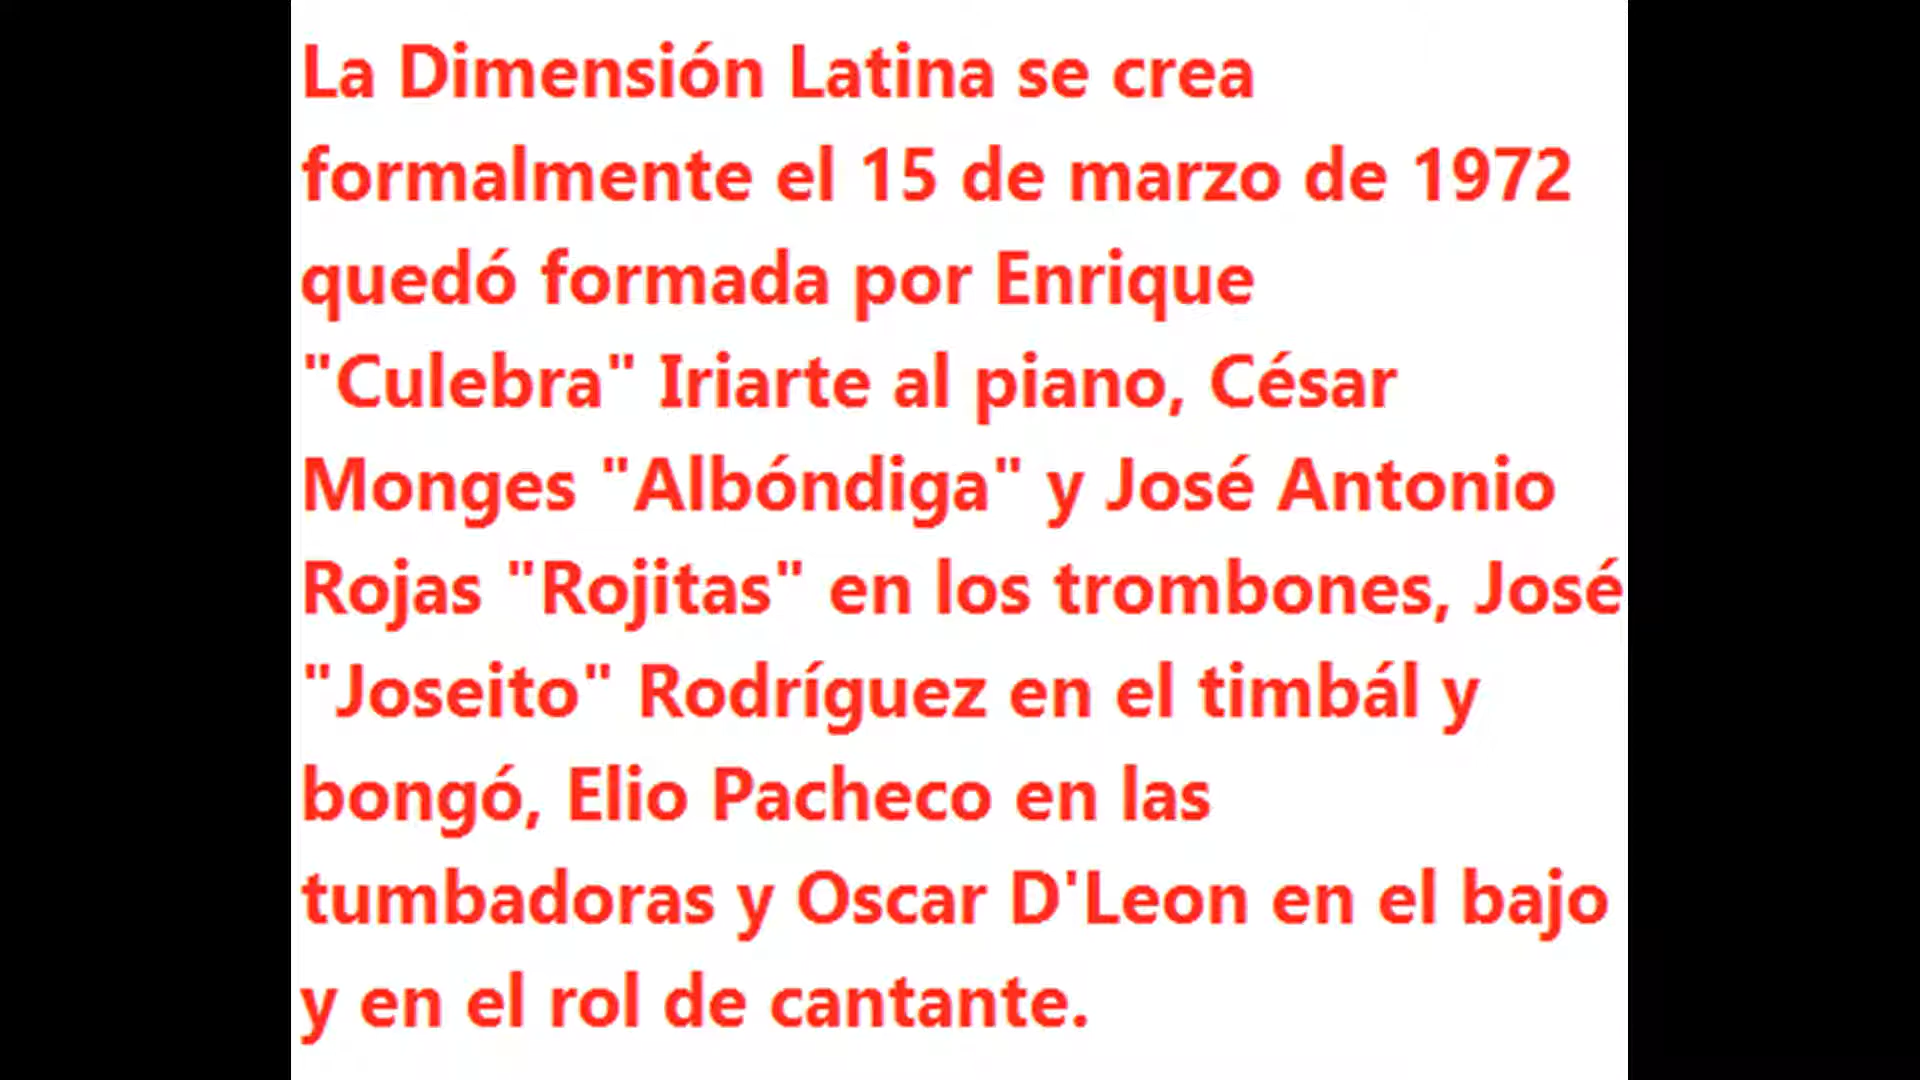 La Dimensión Latina se crea
formalmente el 15 de marzo de 1972
quedó formada por Enrique
"Culebra" Iriarte al piano, César
Monges "Albóndiga" y José Antonio
Rojas "Rojitas" en los trombones, José
"Joseito" Rodríguez en el timbál y
bongó, Elio Pacheco en las
tumbadoras y Oscar D'Leon en el bajo
y en el rol de cantante.